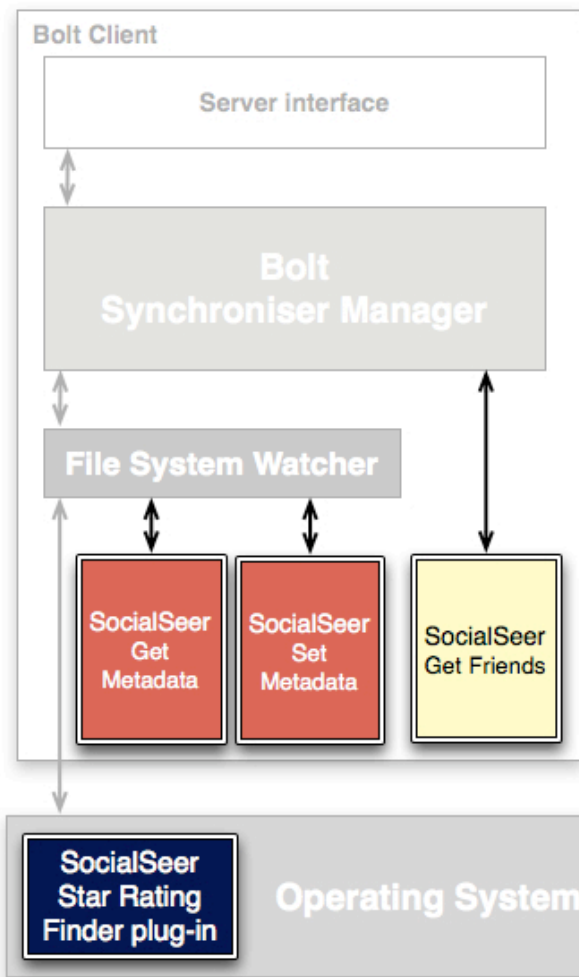 Bolt Client
Server interface
Bolt
Synchroniser Manager
File System Watcher
SocialSeer
Get
Metadata
SocialSeer
Set
Metadata
SocialSeer
Get Friends
SocialSeer
Star Rating
Finder plug-in
Operating System